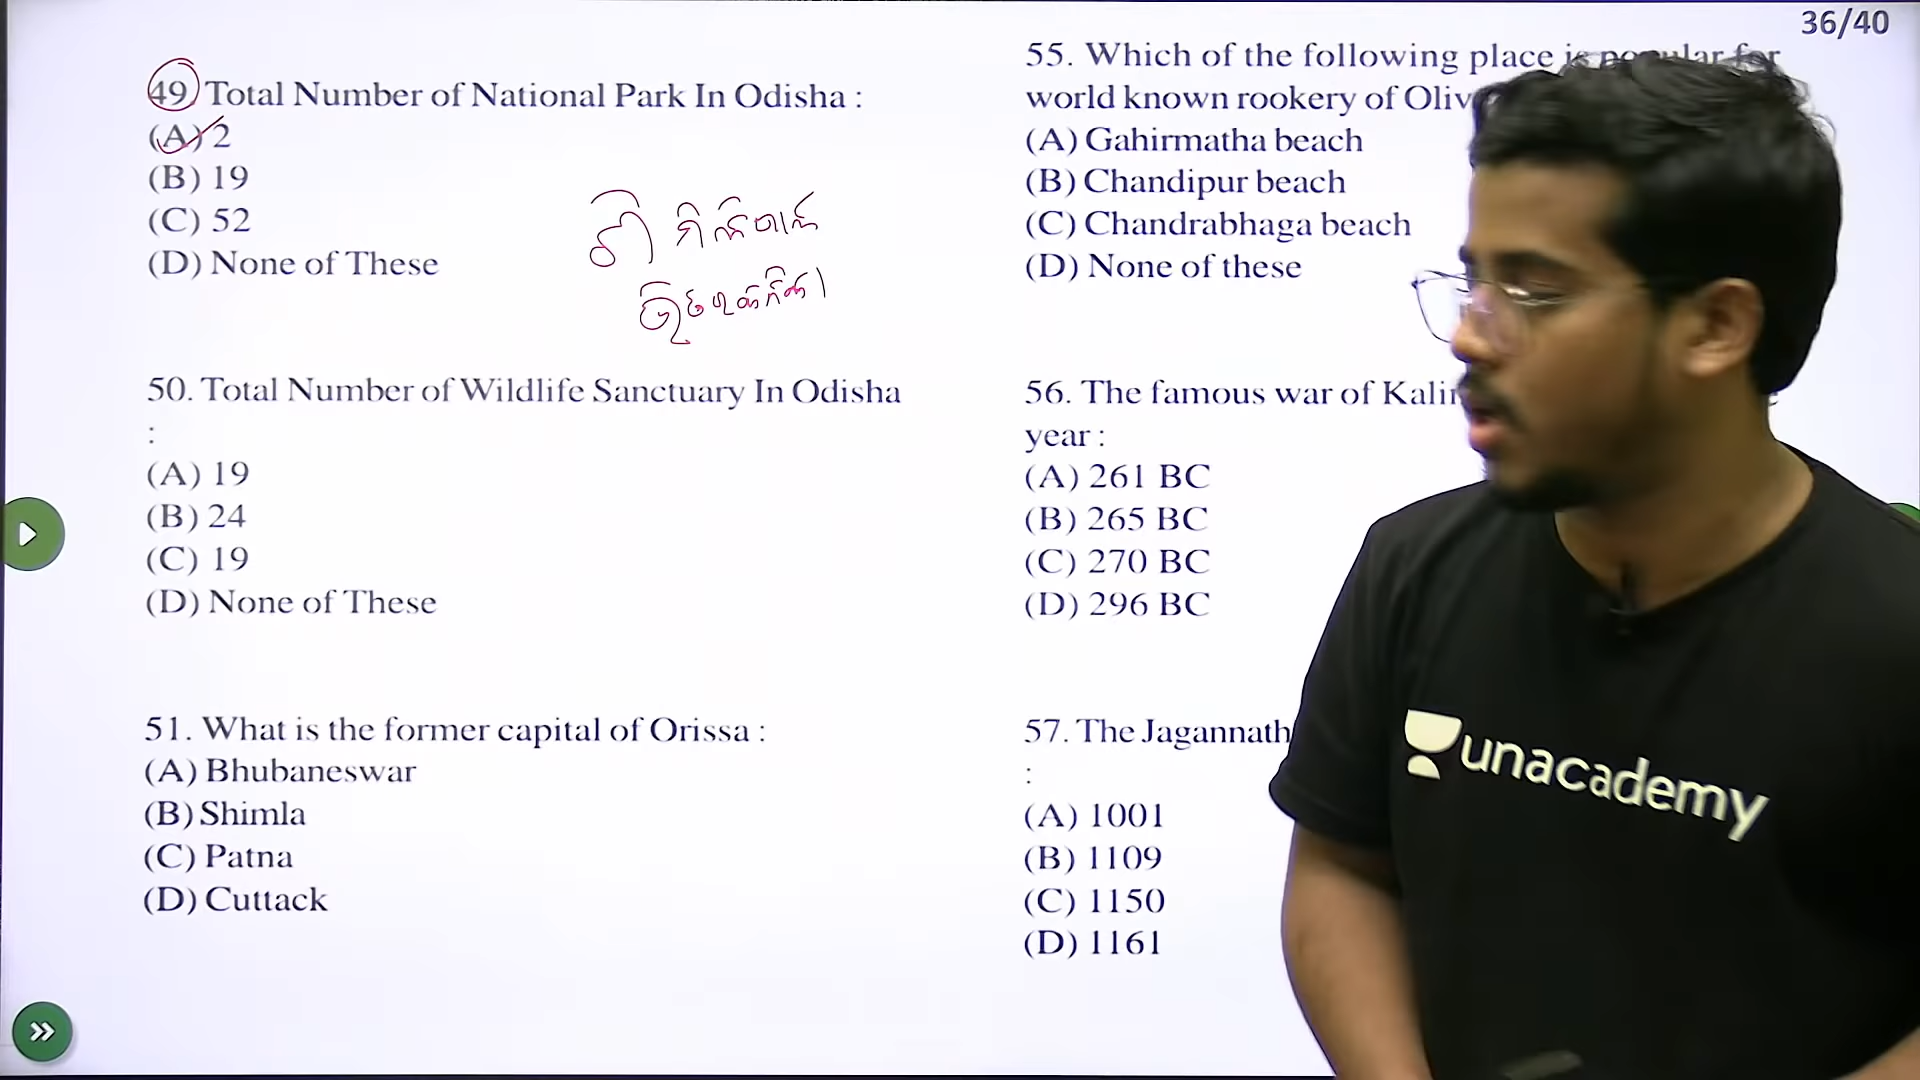 36/40
49. Total Number of National Park In Odisha :
(A) 2
(B) 19
(C) 52
(D) None of These
50. Total Number of Wildlife Sanctuary In Odisha
:
(A) 19
(B) 24
(C) 19
(D) None of These
51. What is the former capital of Orissa :
(A) Bhubaneswar
(B) Shimla
(C) Patna
(D) Cuttack
55. Which of the following place is popular for
world known rookery of
(A) Gahirmatha beach
(B) Chandipur beach
(C) Chandrabhaga beach
(D) None of these
56. The famous war of
year :
(A) 261 BC
(B) 265 BC
(C) 270 BC
(D) 296 BC
57. The Jagannath
:
(A) 1001
(B) 1109
(C) 1150
(D) 1161
unacademy